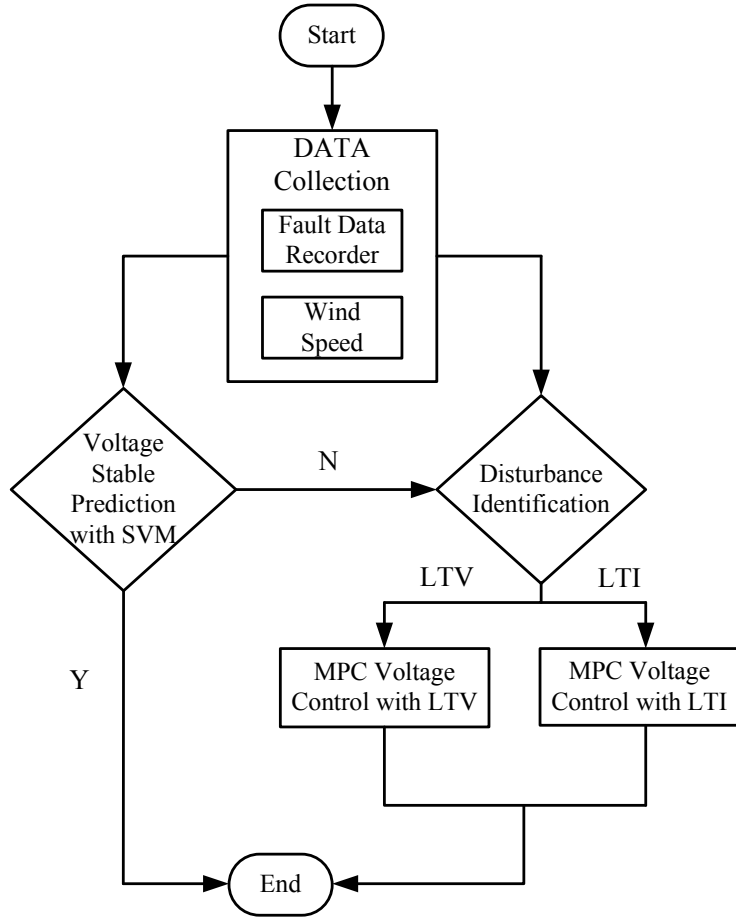 Start
DATA
Collection
Fault Data
Recorder
Wind
Speed
Voltage
Stable
Prediction
with SVM
N
Disturbance
Identification
LTV
LTI
Y
MPC Voltage
Control with LTV
MPC Voltage
Control with LTI
End